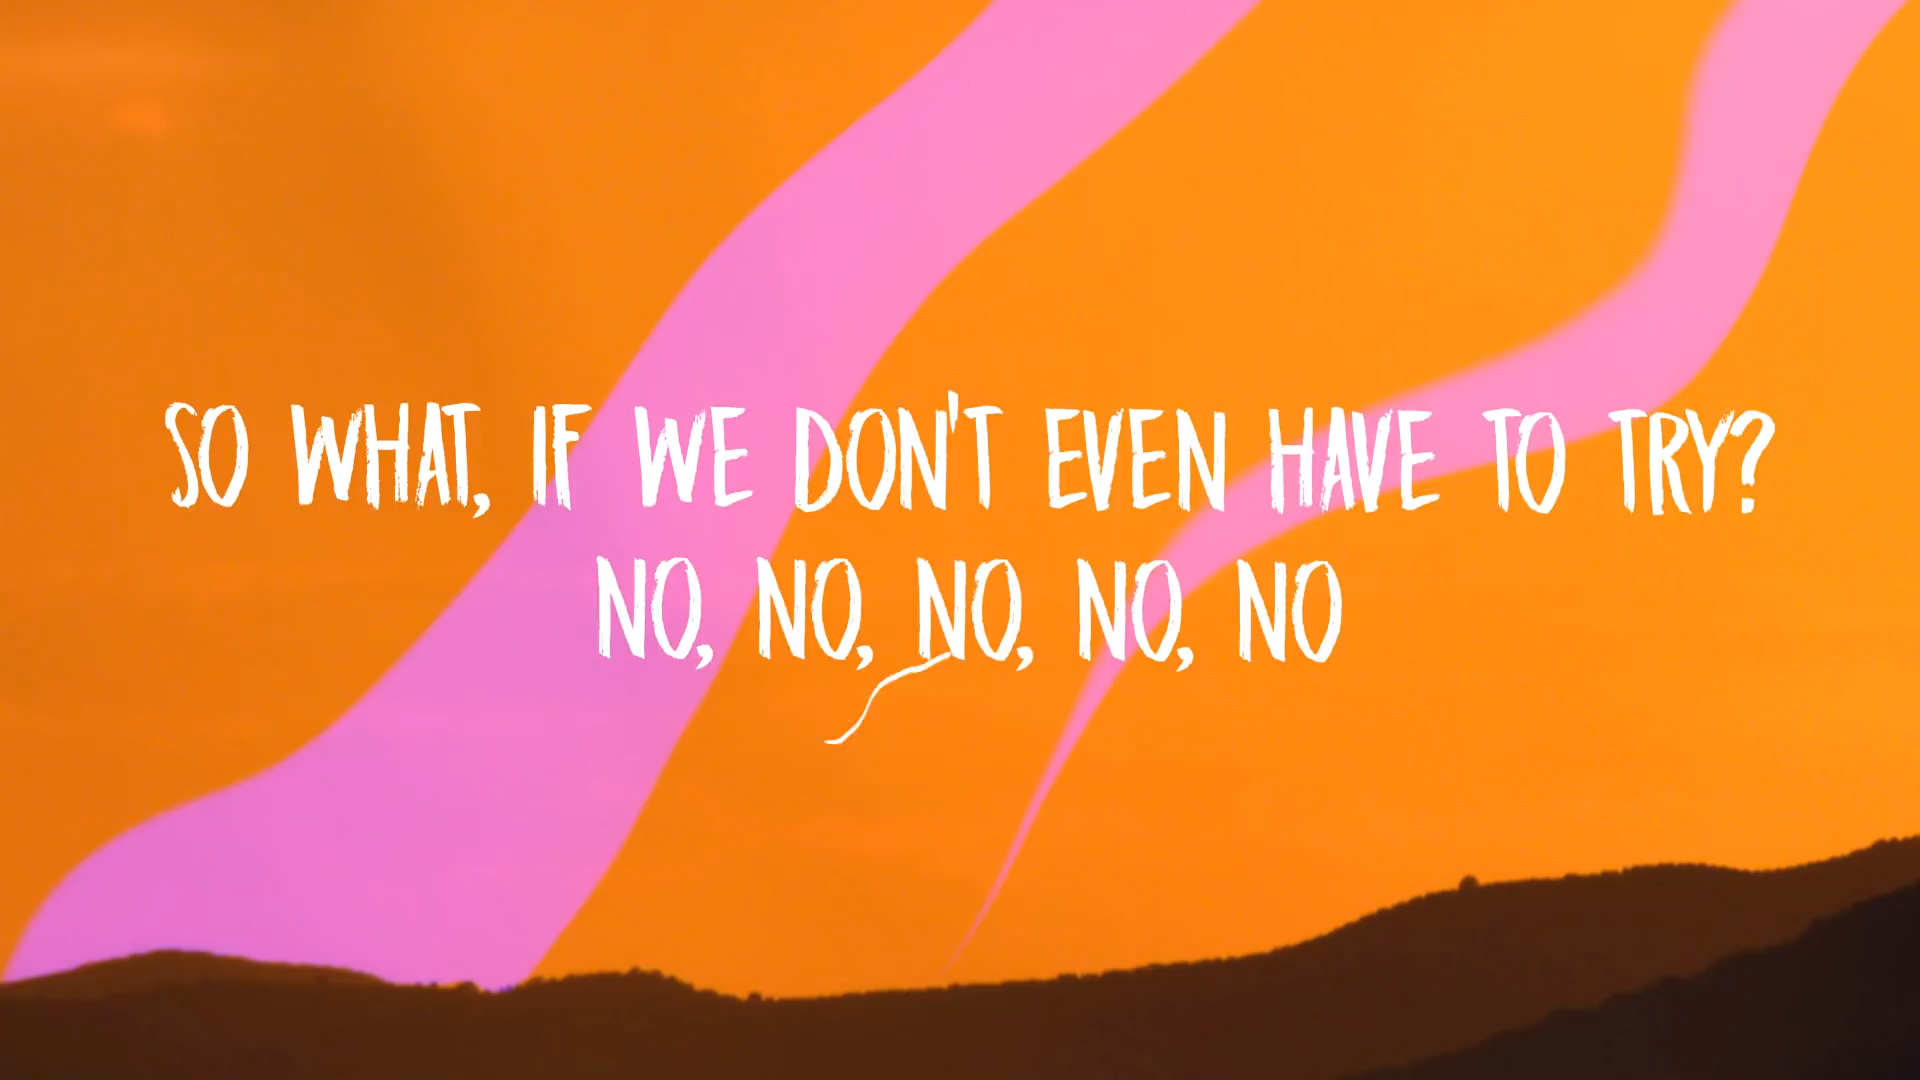 SO WHAT, IF WE DON'T EVEN HAVE TO TRY?
NO, NO, NO, NO, NO